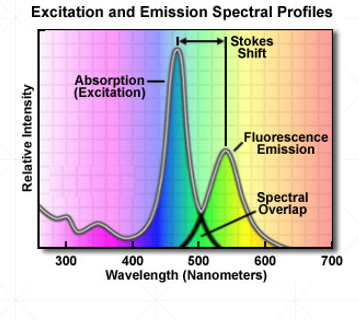 Excitation and Emission Spectral Profiles
Stokes
Shift
Absorption
(Excitation)
Fluorescence
Emission
Spectral
Overlap
Relative Intensity
300 400 500 600 700
Wavelength (Nanometers)